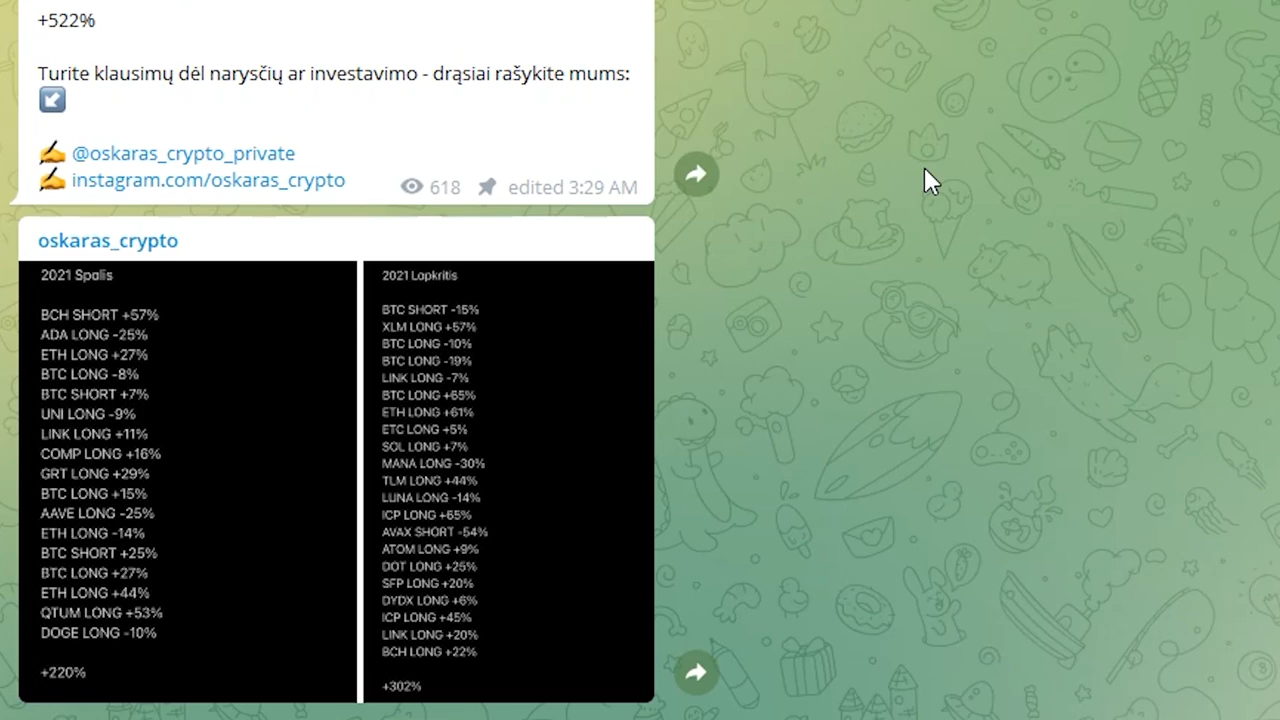 +522%
Turite klausimų dėl narysčių ar investavimo - drąsiai rašykite mums:
@oskaras_crypto_private
instagram.com/oskaras_crypto
618 edited 3:29 AM
oskaras_crypto
2021 Spalis
BCH SHORT +57%
ADA LONG -25%
ETH LONG +27%
BTC LONG -8%
BTC SHORT +7%
UNI LONG -9%
LINK LONG +11%
COMP LONG +16%
GRT LONG +29%
BTC LONG +15%
AAVE LONG -25%
ETH LONG -14%
BTC SHORT +25%
BTC LONG +27%
ETH LONG +44%
QTUM LONG +53%
DOGE LONG -10%
+220%
2021 Lapkritis
BTC SHORT -15%
XLM LONG +57%
BTC LONG -10%
BTC LONG -19%
LINK LONG -7%
BTC LONG +65%
ETH LONG +61%
ETC LONG +5%
SOL LONG +7%
MANA LONG -30%
TLM LONG +44%
LUNA LONG -14%
ICP LONG +65%
AVAX SHORT -54%
ATOM LONG +9%
DOT LONG +25%
SFP LONG +20%
DYDX LONG +6%
ICP LONG +45%
LINK LONG +20%
BCH LONG +22%
+302%